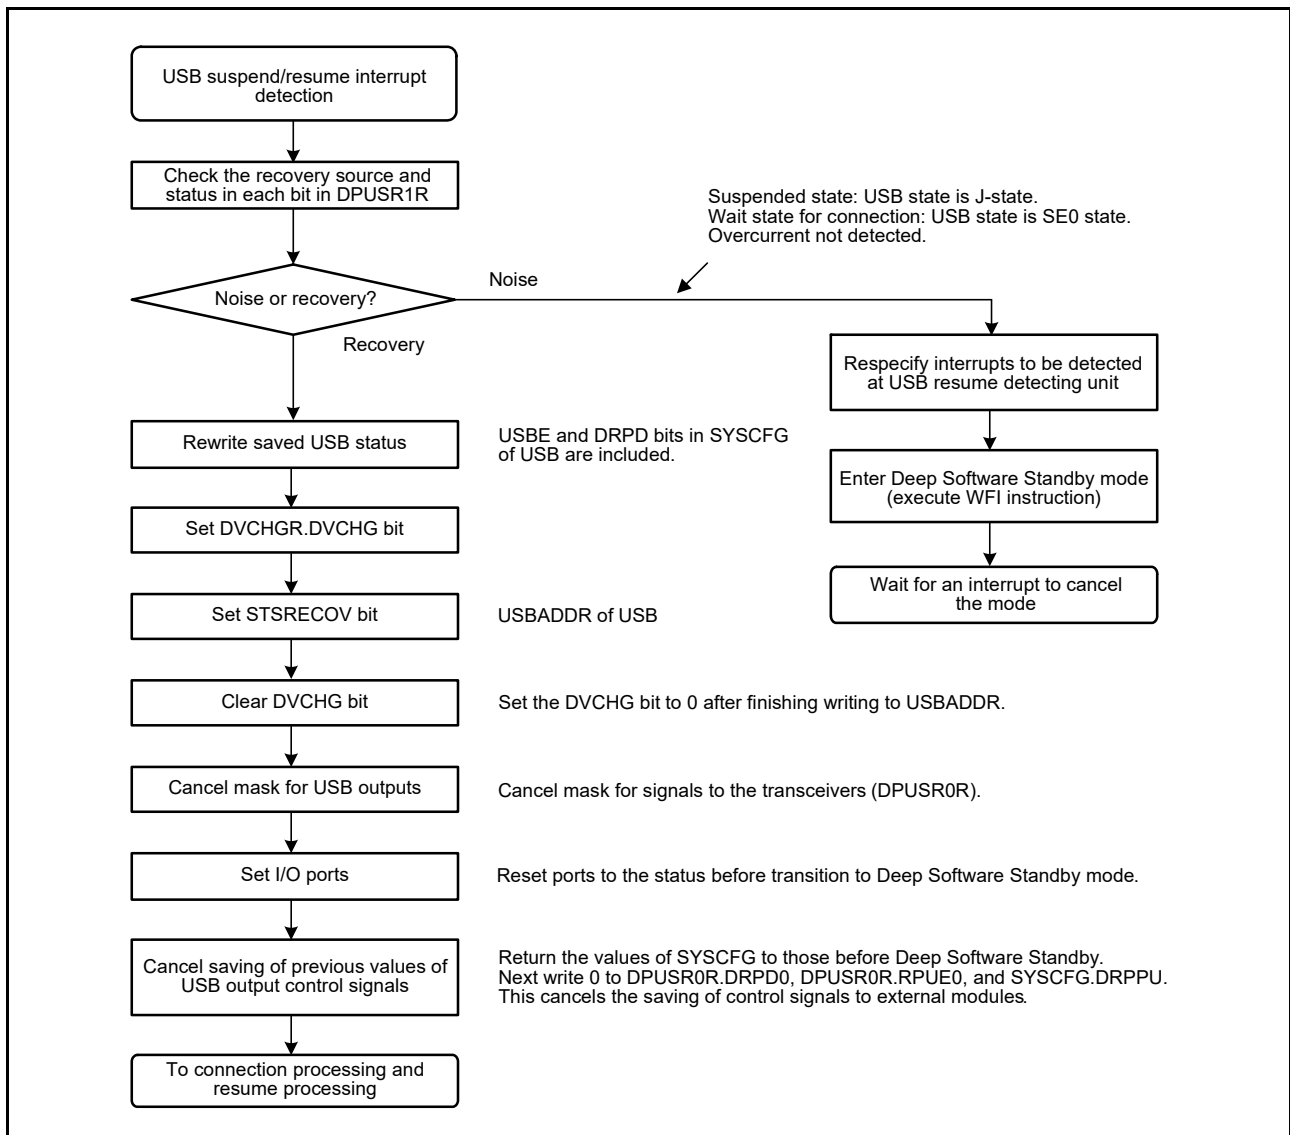 USB suspend/resume interrupt
detection
Check the recovery source and
status in each bit in DPUSR1R
Suspended state: USB state is J-state.
Wait state for connection: USB state is SE0 state.
Overcurrent not detected.
Noise or recovery?
Noise
Recovery
Respecify interrupts to be detected
at USB resume detecting unit
Enter Deep Software Standby mode
(execute WFI instruction)
Wait for an interrupt to cancel
the mode
Rewrite saved USB status
USBE and DRPD bits in SYSCFG
of USB are included.
Set DVCHGR.DVCHG bit
Set STSRECOV bit
USBADDR of USB
Clear DVCHG bit
Set the DVCHG bit to 0 after finishing writing to USBADDR.
Cancel mask for USB outputs
Cancel mask for signals to the transceivers (DPUSR0R).
Set I/O ports
Reset ports to the status before transition to Deep Software Standby mode.
Cancel saving of previous values of
USB output control signals
Return the values of SYSCFG to those before Deep Software Standby.
Next write 0 to DPUSR0R.DRPD0, DPUSR0R.RPUE0, and SYSCFG.DRPPU.
This cancels the saving of control signals to external modules.
To connection processing and
resume processing